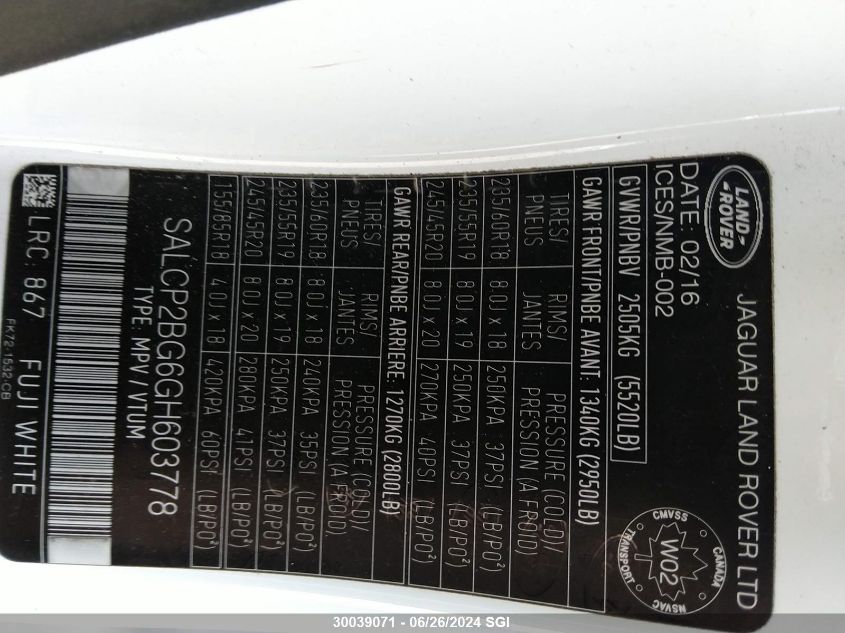 LAND-
-ROVER
JAGUAR LAND ROVER LTD
DATE: 02/16
ICES/NMB-002
CMVSS
NSVAC
TRANSPORT
CANADA
W02
GVWR/PNBV 2505KG (5520LB)
GAWR FRONT/PNBE AVANT: 1340KG (2950LB)
TIRES/ RIMS/ PRESSURE (COLD)/
PNEUS JANTES PRESSION (A FROID)
235/60R18 8.0J x 18 250KPA 37PSI (LB/PO²)
235/55R19 8.0J x 19 250KPA 37PSI (LB/PO²)
245/45R20 8.0J x 20 270KPA 40PSI (LB/PO²)
GAWR REAR/PNBE ARRIERE: 1270KG (2800LB)
TIRES/ RIMS/ PRESSURE (COLD)/
PNEUS JANTES PRESSION (A FROID)
235/60R18 8.0J x 18 240KPA 35PSI (LB/PO²)
235/55R19 8.0J x 19 250KPA 37PSI (LB/PO²)
245/45R20 8.0J x 20 280KPA 41PSI (LB/PO²)
155/85R18 4.0J x 18 420KPA 60PSI (LB/PO²)
SALCP2BG6GH603778
TYPE: MPV / VTUM
LRC: 867 FUJI WHITE
FK72-1532-CB
30039071 - 06/26/2024 SGI